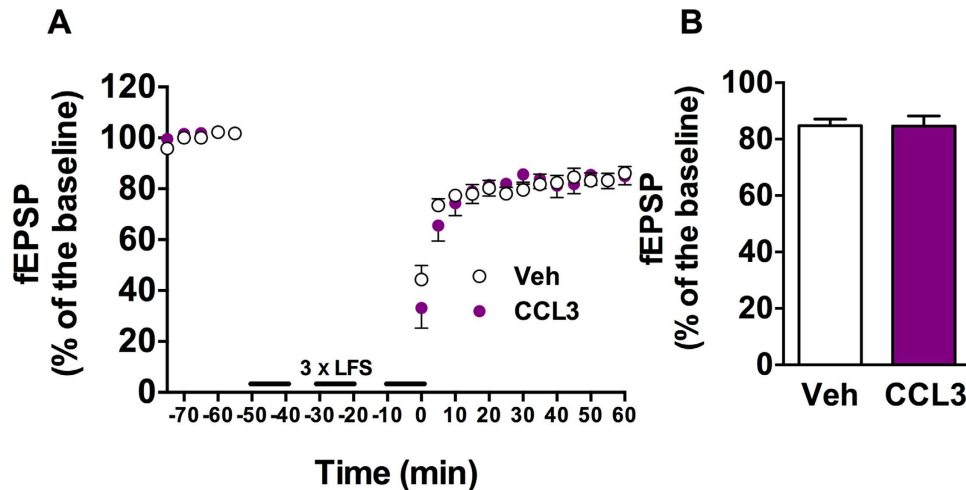 A
fEPSP
(% of the baseline)
120
100
80
60
40
20
0
Veh
CCL3
3 x LFS
-70 -60 -50 -40 -30 -20 -10 0 10 20 30 40 50 60
Time (min)
B
fEPSP
(% of the baseline)
100
80
60
40
20
0
Veh CCL3